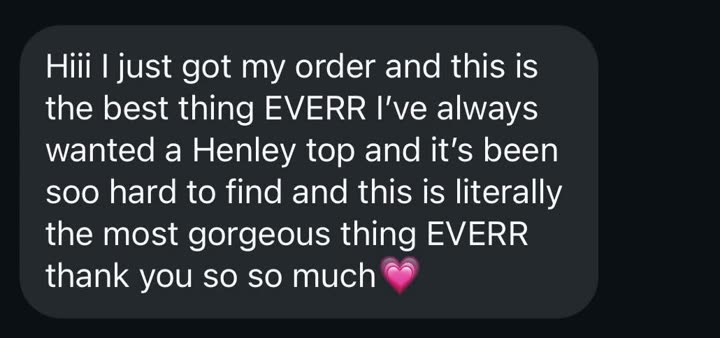 Hiii I just got my order and this is
the best thing EVERR I’ve always
wanted a Henley top and it’s been
soo hard to find and this is literally
the most gorgeous thing EVERR
thank you so so much💗